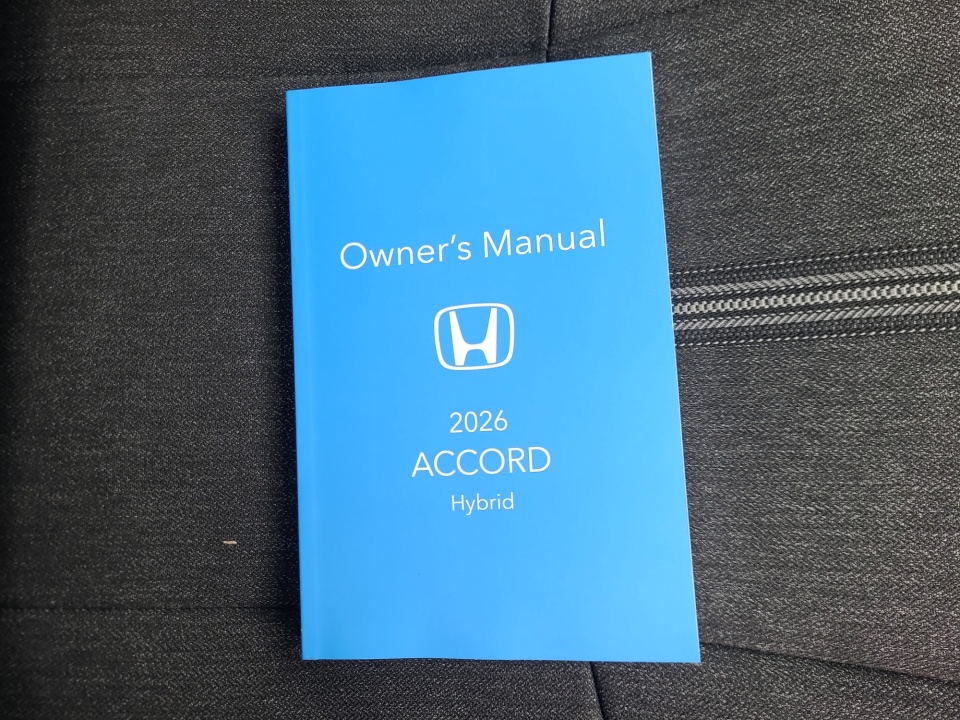 Owner’s Manual
2026
ACCORD
Hybrid